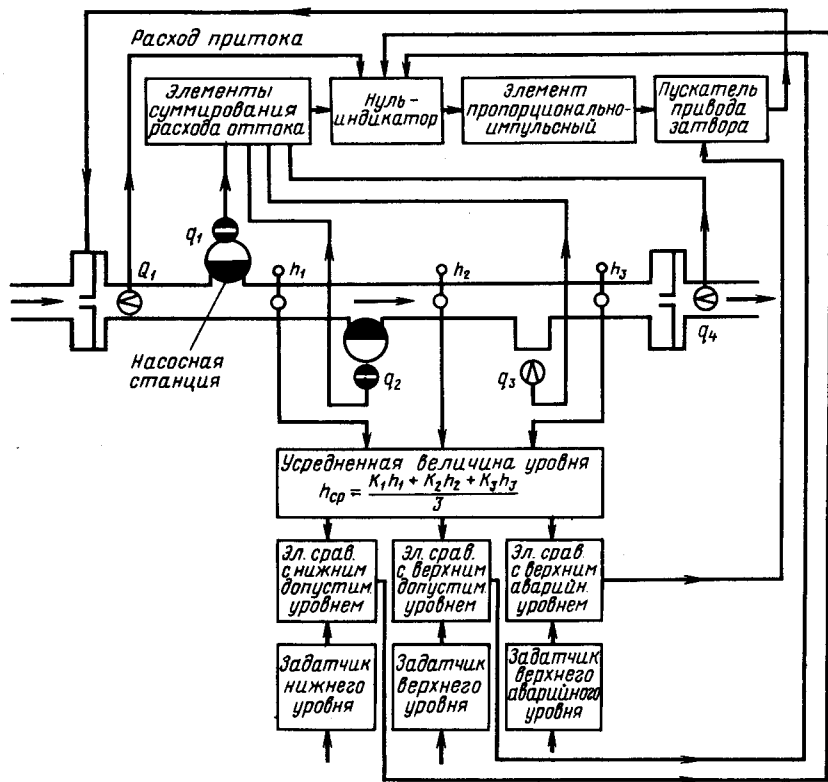 Расход притока
Элементы
суммирования
расхода оттока
Нуль-
индикатор
Элемент
пропорционально-
импульсный
Пускатель
привода
затвора
q1
Q1
h1
h2
h3
q4
Насосная
станция
q2
q3
Усредненная величина уровня
hср = K1h1 + K2h2 + K3h3
3
Эл. срав.
с нижним
допустим.
уровнем
Эл. срав.
с верхним
допустим.
уровнем
Эл. срав.
с верхним
аварийн.
уровнем
Задатчик
нижнего
уровня
Задатчик
верхнего
уровня
Задатчик
верхнего
аварийного
уровня